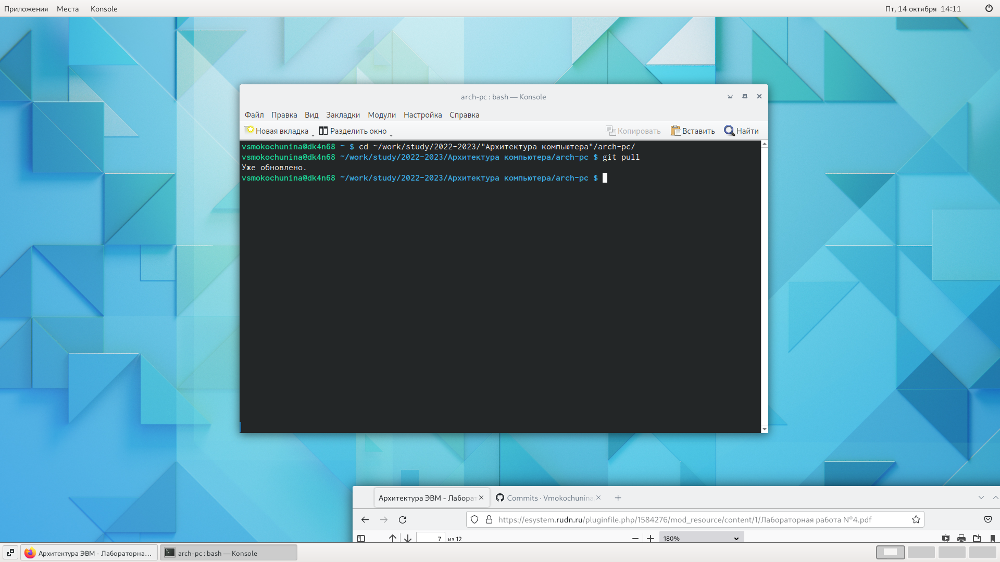 Приложения Места Konsole Пт, 14 октября 14:11
arch-pc : bash — Konsole
Файл Правка Вид Закладки Модули Настройка Справка
Новая вкладка Разделить окно Копировать Вставить Найти
vsmokochunina@dk4n68 ~ $ cd ~/work/study/2022-2023/"Архитектура компьютера"/arch-pc/
vsmokochunina@dk4n68 ~/work/study/2022-2023/Архитектура компьютера/arch-pc $ git pull
Уже обновлено.
vsmokochunina@dk4n68 ~/work/study/2022-2023/Архитектура компьютера/arch-pc $
Архитектура ЭВМ - Лаборат Commits · Vmokochunina
https://esystem.rudn.ru/pluginfile.php/1584276/mod_resource/content/1/Лабораторная работа №4.pdf
7 из 12 180%
Архитектура ЭВМ - Лабораторна... arch-pc : bash — Konsole